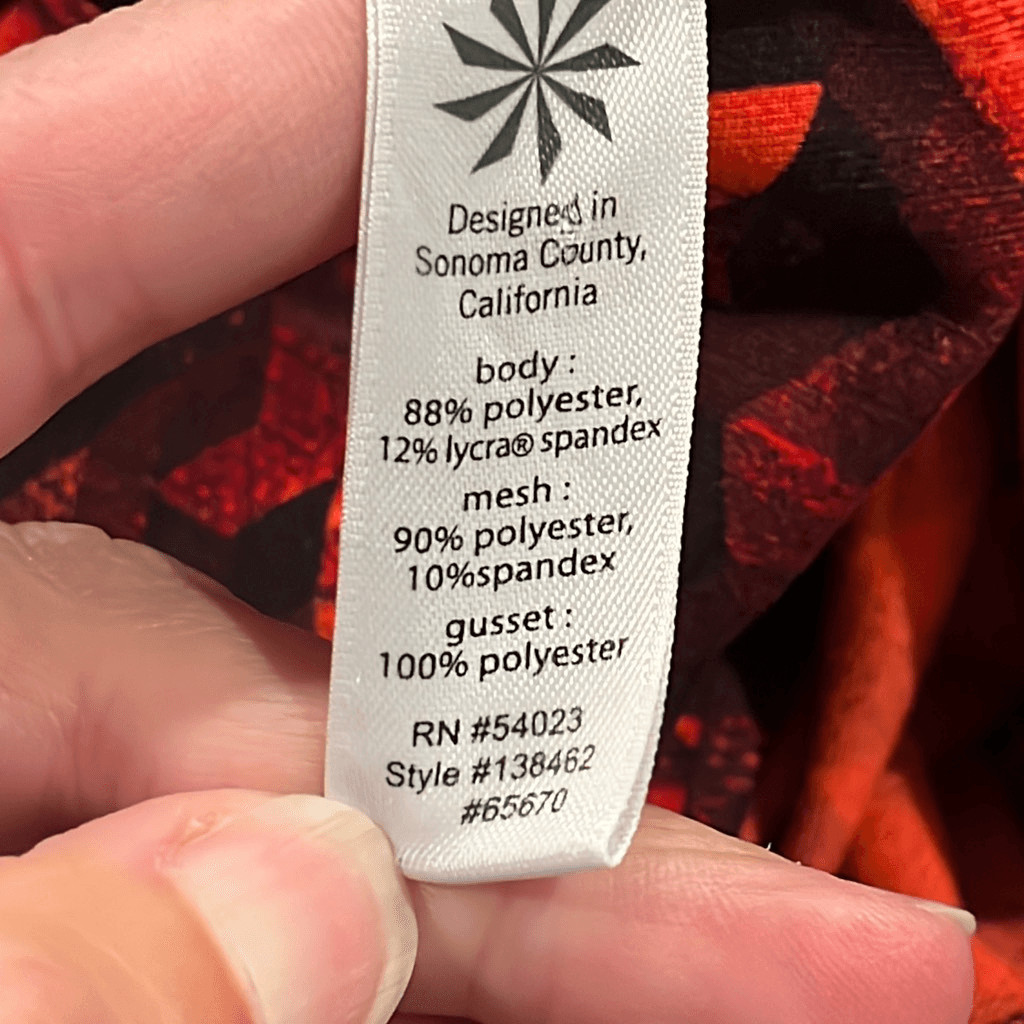 Designed in
Sonoma County,
California
body :
88% polyester,
12% lycra® spandex
mesh :
90% polyester,
10%spandex
gusset :
100% polyester
RN #54023
Style #138462
#65670